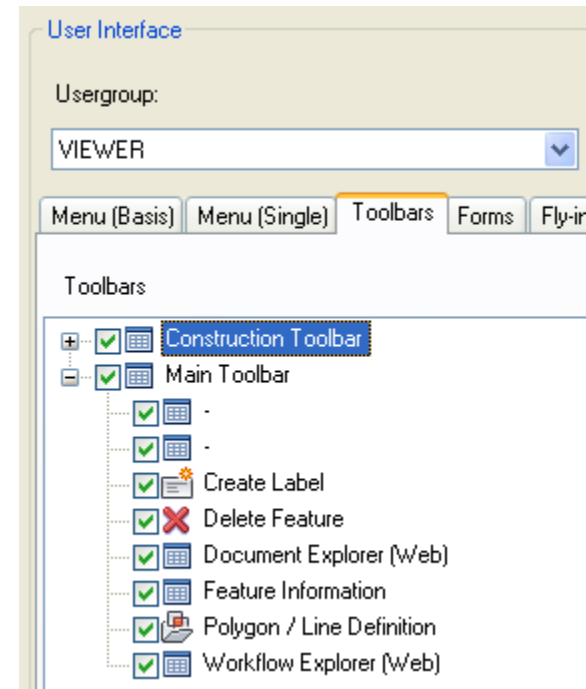 User Interface
Usergroup:
VIEWER
Menu (Basis) Menu (Single) Toolbars Forms Fly-in
Toolbars
Construction Toolbar
Main Toolbar
-
-
Create Label
Delete Feature
Document Explorer (Web)
Feature Information
Polygon / Line Definition
Workflow Explorer (Web)